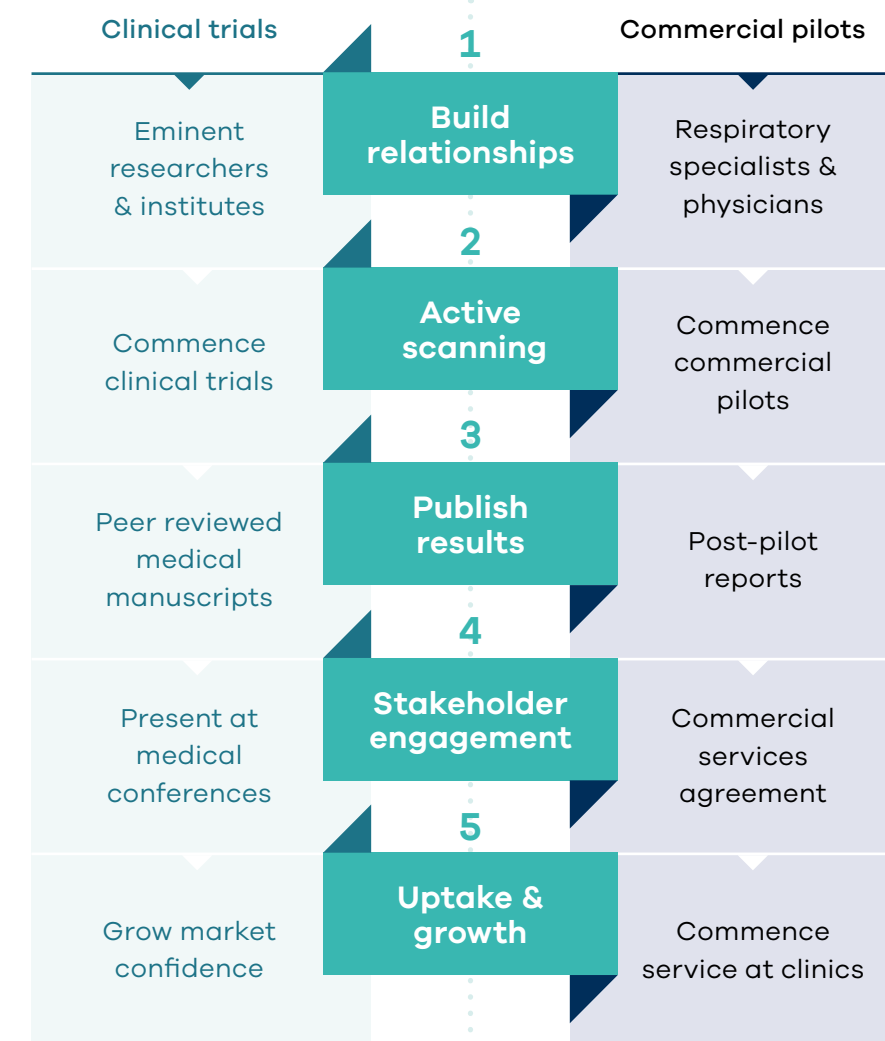 Clinical trials
1
Commercial pilots
Build
relationships
Eminent
researchers
& institutes
Respiratory
specialists &
physicians
2
Active
scanning
Commence
clinical trials
Commence
commercial
pilots
3
Publish
results
Peer reviewed
medical
manuscripts
Post-pilot
reports
4
Stakeholder
engagement
Present at
medical
conferences
Commercial
services
agreement
5
Uptake &
growth
Grow market
confidence
Commence
service at clinics